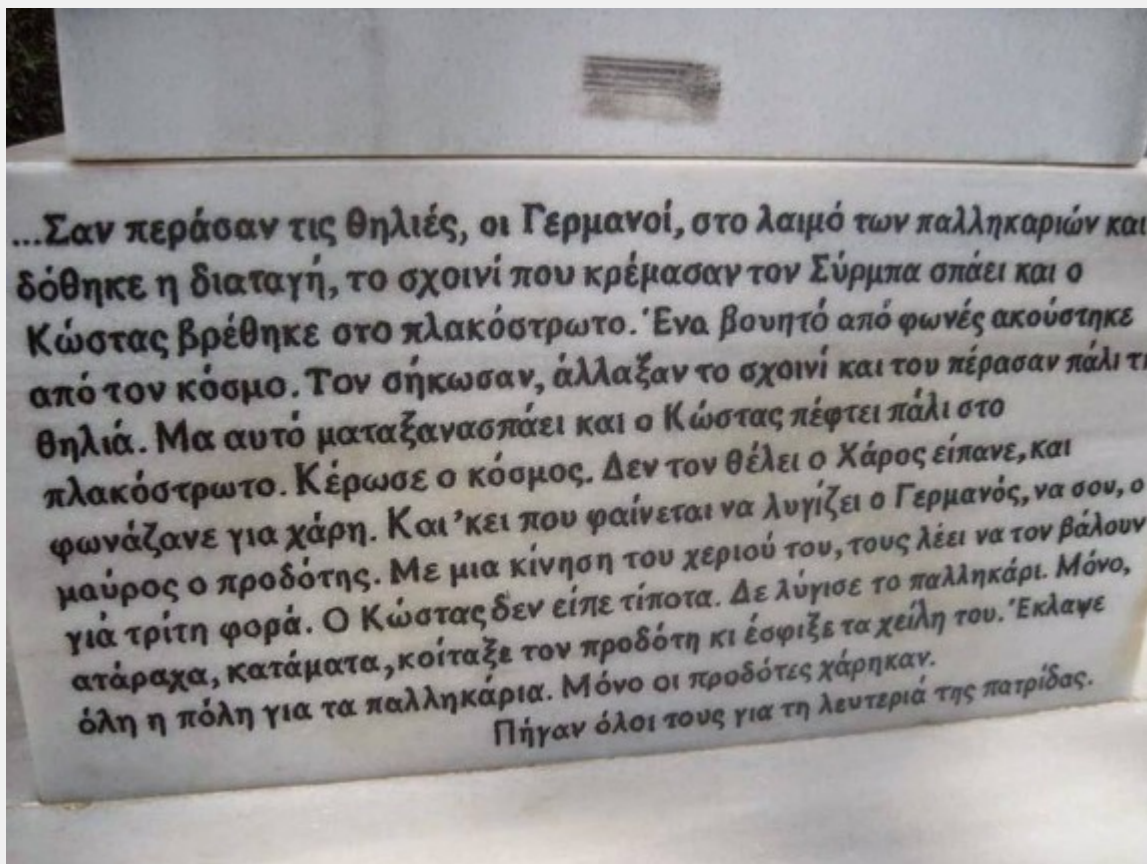 ...Σαν περάσαν τις θηλιές, οι Γερμανοί, στο λαιμό των παλληκαριών και
δόθηκε η διαταγή, το σχοινί που κρέμασαν τον Σύρμπα σπάει και ο
Κώστας βρέθηκε στο πλακόστρωτο. Ένα βουητό από φωνές ακούστηκε
από τον κόσμο. Τον σήκωσαν, άλλαξαν το σχοινί και του πέρασαν πάλι
θηλιά. Μα αυτό ματαξανασπάει και ο Κώστας πέφτει πάλι στο
πλακόστρωτο. Κέρωσε ο κόσμος. Δεν τον θέλει ο Χάρος είπανε, και
φωνάζανε για χάρη. Και 'κει που φαίνεται να λυγίζει ο Γερμανός, να σου, ο
μαύρος ο προδότης. Με μια κίνηση του χεριού του, τους λέει να τον βάλουν
γιά τρίτη φορά. Ο Κώστας δεν είπε τίποτα. Δε λύγισε το παλληκάρι. Μόνο,
ατάραχα, κατάματα, κοίταξε τον προδότη κι έσφιξε τα χείλη του. Έκλαψε
όλη η πόλη για τα παλληκάρια. Μόνο οι προδότες χάρηκαν.
Πήγαν όλοι τους για τη λευτεριά της πατρίδας.